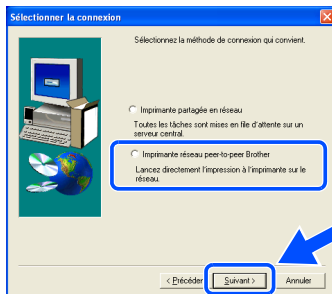 Sélectionner la connexion
Sélectionnez la méthode de connexion qui convient.
Imprimante partagée en réseau
Toutes les tâches sont mises en file d'attente sur un
serveur central.
Imprimante réseau peer-to-peer Brother
Lancez directement l'impression à l'imprimante sur le
réseau.
< Précéder
Suivant >
Annuler